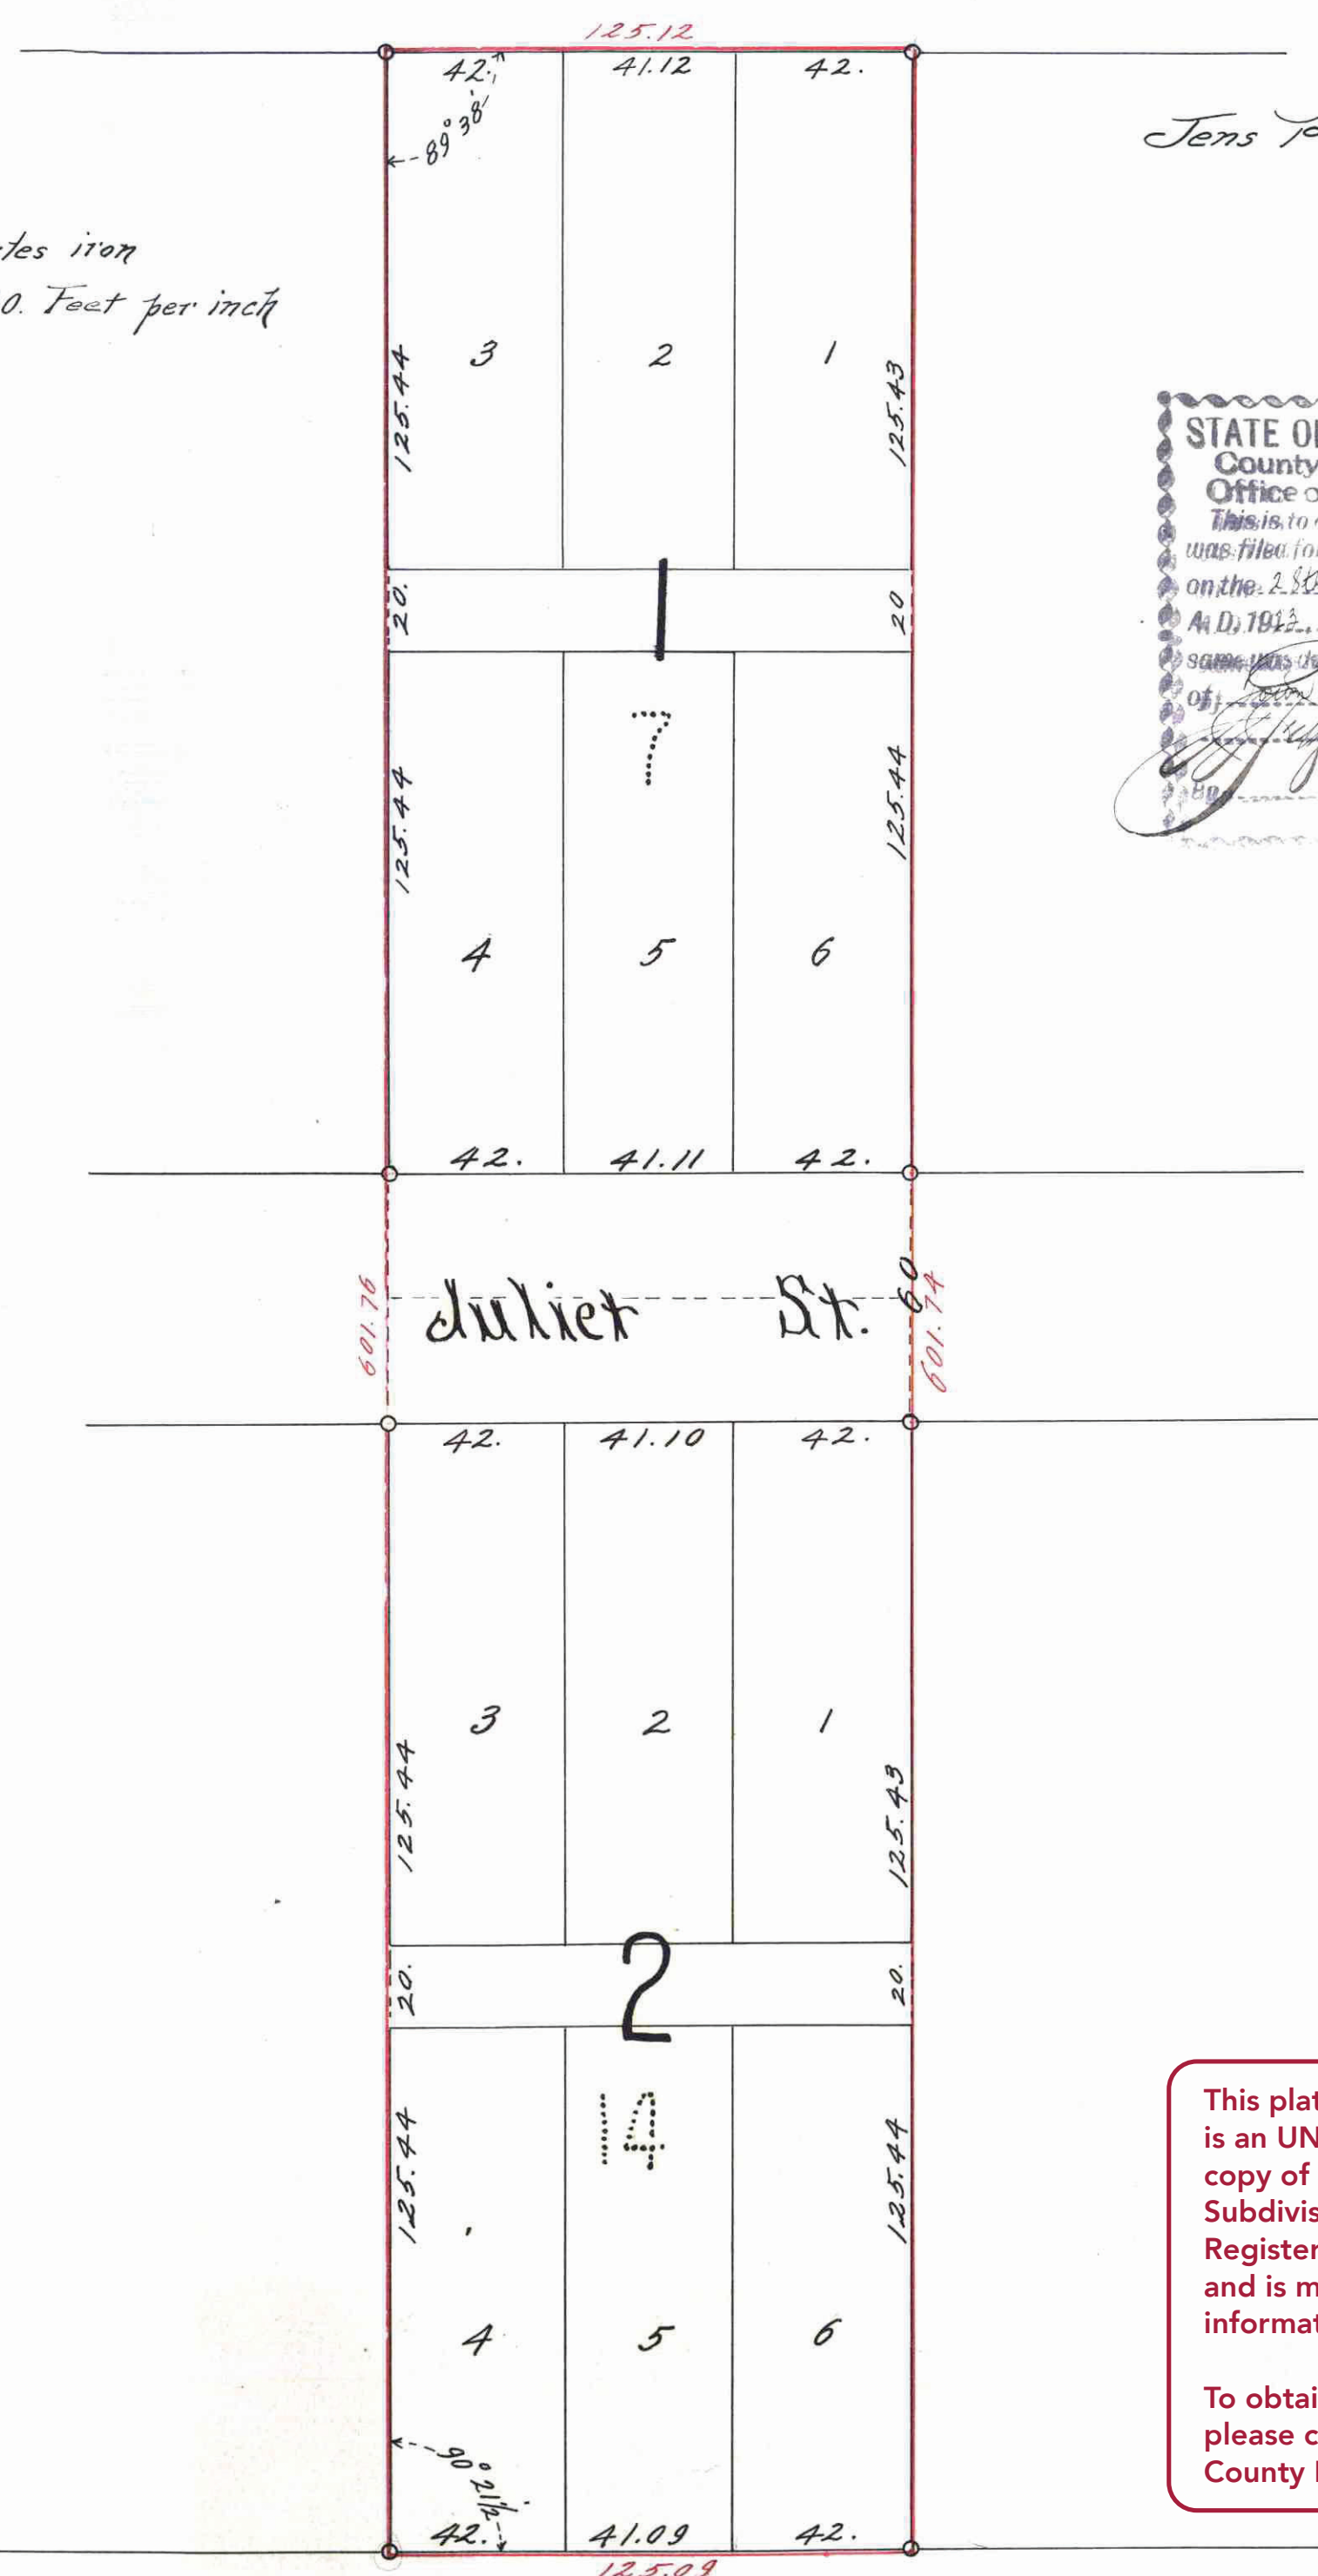 125.12
42. 41.12 42.
89° 38'
Jens
iron
0. Feet per inch
3 2 1
125.44 125.43
STATE O
County
Office o
This is to
was filed for
on the 28th
A.D. 1913
same was
of
By
20. 1 20
7
125.44 125.44
4 5 6
42. 41.11 42.
Juliet St. 60
601.76 601.74
42. 41.10 42.
3 2 1
125.44 125.43
20. 2 20.
14
125.44 125.44
4 5 6
90° 21½'
42. 41.09 42.
125.09
This plat
is an UN
copy of
Subdivis
Register
and is m
informat
To obtai
please c
County